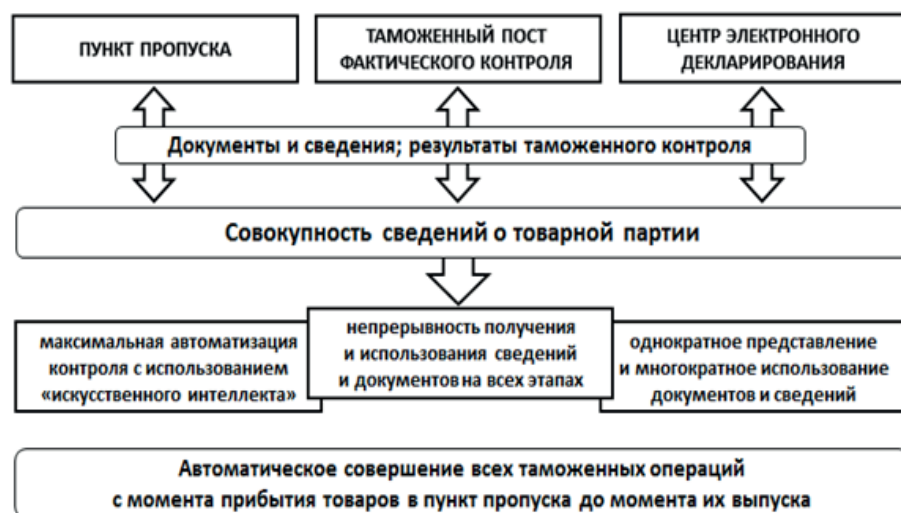 ПУНКТ ПРОПУСКА
ТАМОЖЕННЫЙ ПОСТ
ФАКТИЧЕСКОГО КОНТРОЛЯ
ЦЕНТР ЭЛЕКТРОННОГО
ДЕКЛАРИРОВАНИЯ
Документы и сведения; результаты таможенного контроля
Совокупность сведений о товарной партии
максимальная автоматизация
контроля с использованием
«искусственного интеллекта»
непрерывность получения
и использования сведений
и документов на всех этапах
однократное представление
и многократное использование
документов и сведений
Автоматическое совершение всех таможенных операций
с момента прибытия товаров в пункт пропуска до момента их выпуска